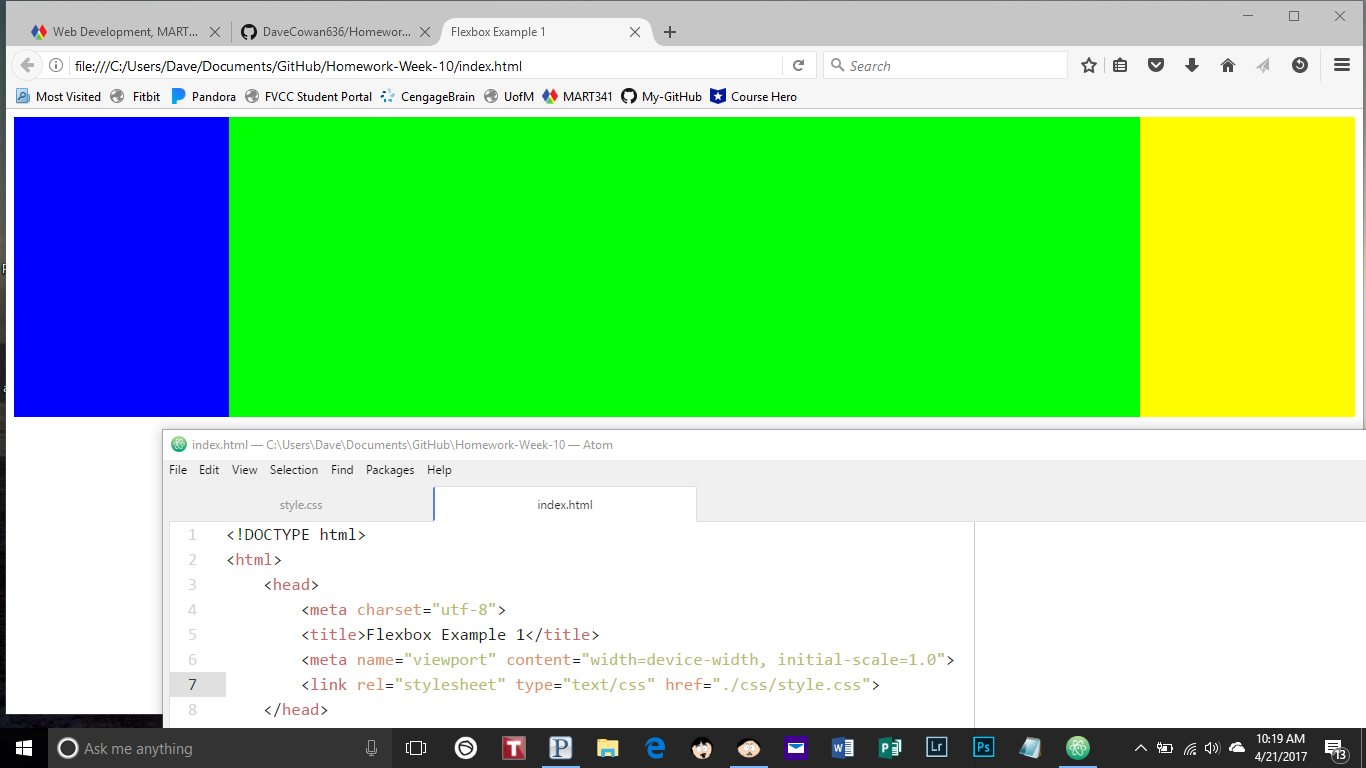 Web Development, MART... DaveCowan636/Homewor... Flexbox Example 1
file:///C:/Users/Dave/Documents/GitHub/Homework-Week-10/index.html Search
Most Visited Fitbit Pandora FVCC Student Portal CengageBrain UofM MART341 My-GitHub Course Hero
index.html — C:\Users\Dave\Documents\GitHub\Homework-Week-10 — Atom
File Edit View Selection Find Packages Help
style.css index.html
1 <!DOCTYPE html>
2 <html>
3 <head>
4 <meta charset="utf-8">
5 <title>Flexbox Example 1</title>
6 <meta name="viewport" content="width=device-width, initial-scale=1.0">
7 <link rel="stylesheet" type="text/css" href="./css/style.css">
8 </head>
Ask me anything T P e W P Lr Ps 10:19 AM
4/21/2017 13